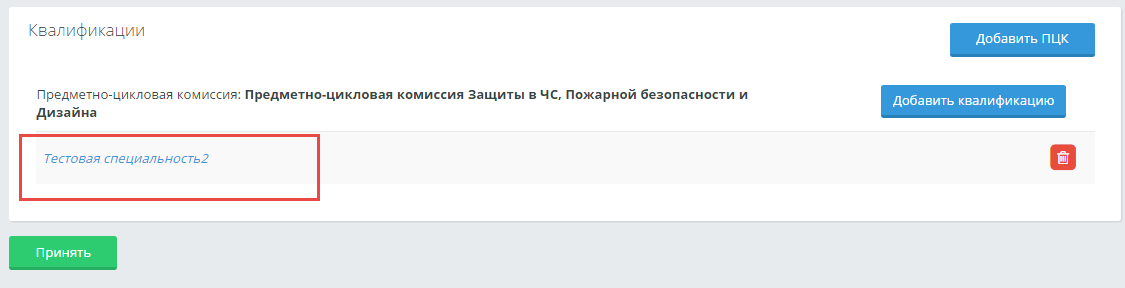 Квалификации
Добавить ПЦК
Предметно-цикловая комиссия: Предметно-цикловая комиссия Защиты в ЧС, Пожарной безопасности и
Дизайна
Добавить квалификацию
Тестовая специальность2
Принять